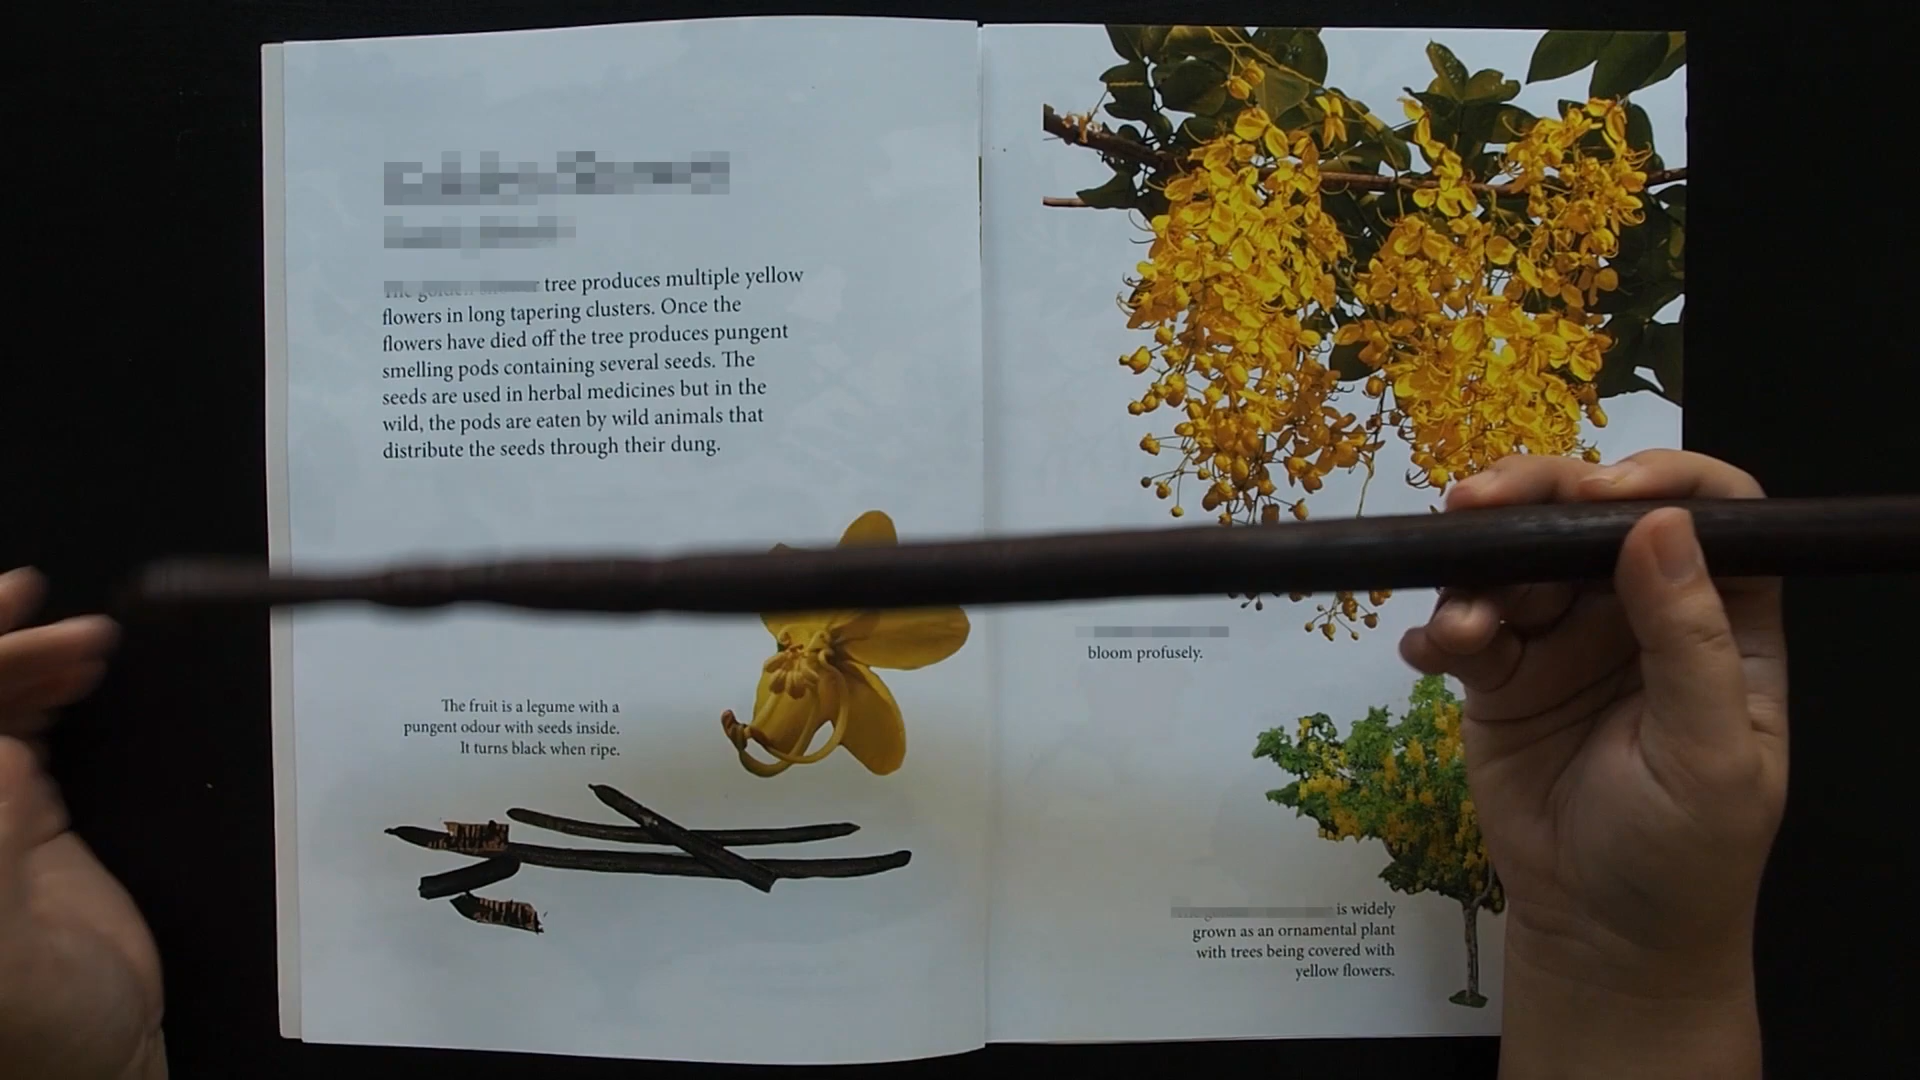 tree produces multiple yellow
flowers in long tapering clusters. Once the
flowers have died off the tree produces pungent
smelling pods containing several seeds. The
seeds are used in herbal medicines but in the
wild, the pods are eaten by wild animals that
distribute the seeds through their dung.
The fruit is a legume with a
pungent odour with seeds inside.
It turns black when ripe.
bloom profusely.
is widely
grown as an ornamental plant
with trees being covered with
yellow flowers.